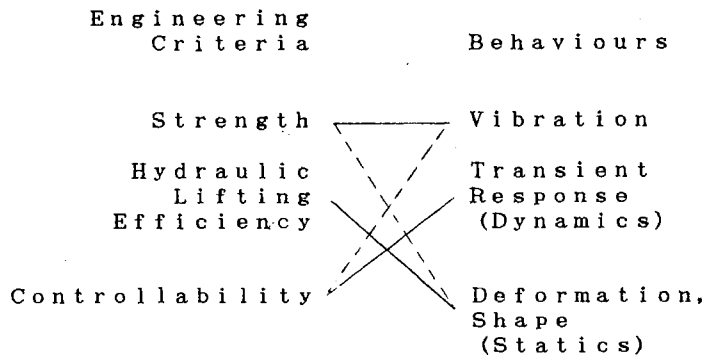 Engineering
Criteria
Behaviours
Strength
Vibration
Hydraulic
Lifting
Efficiency
Transient
Response
(Dynamics)
Controllability
Deformation,
Shape
(Statics)